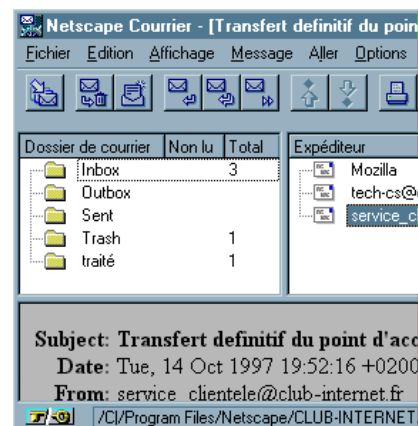 Netscape Courrier - [Transfert definitif du poin
Fichier Edition Affichage Message Aller Options
Dossier de courrier Non lu Total Expéditeur
Inbox 3 Mozilla
Outbox tech-cs@
Sent service_c
Trash 1
traité 1
Subject: Transfert definitif du point d'acc
Date: Tue, 14 Oct 1997 19:52:16 +0200
From: service_clientele@club-internet.fr
/C|/Program Files/Netscape/CLUB-INTERNET